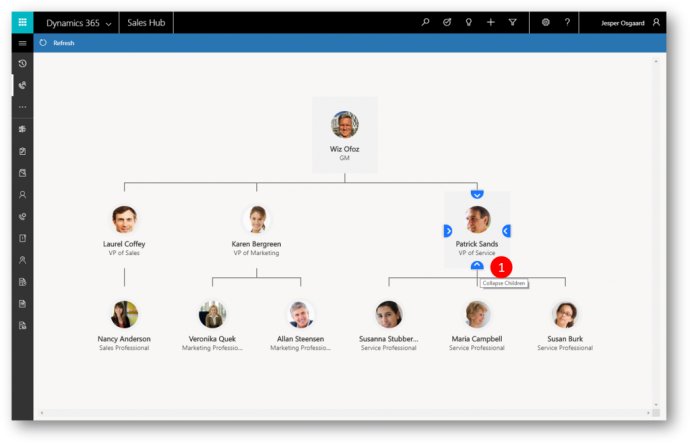 Dynamics 365
Sales Hub
Jesper Osgaard
Refresh
Wiz Ofoz
GM
Laurel Coffey
VP of Sales
Karen Bergreen
VP of Marketing
Patrick Sands
VP of Service
1
Collapse Children
Nancy Anderson
Sales Professional
Veronika Quek
Marketing Professio...
Allan Steensen
Marketing Professio...
Susanna Stubber...
Service Professional
Maria Campbell
Service Professional
Susan Burk
Service Professional